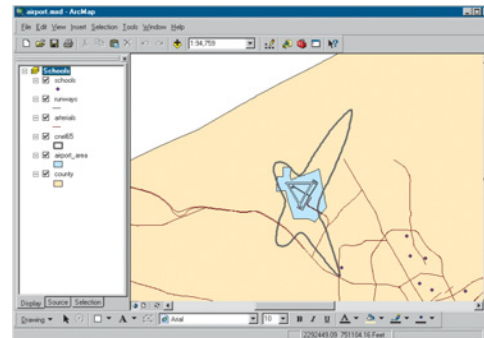 airport.mxd - ArcMap
File Edit View Insert Selection Tools Window Help
1:94,759
Schools
schools
runways
arterials
cnel65
airport_area
county
Display Source Selection
Drawing A Arial 10 B I U A
2292449.09 751104.16 Feet